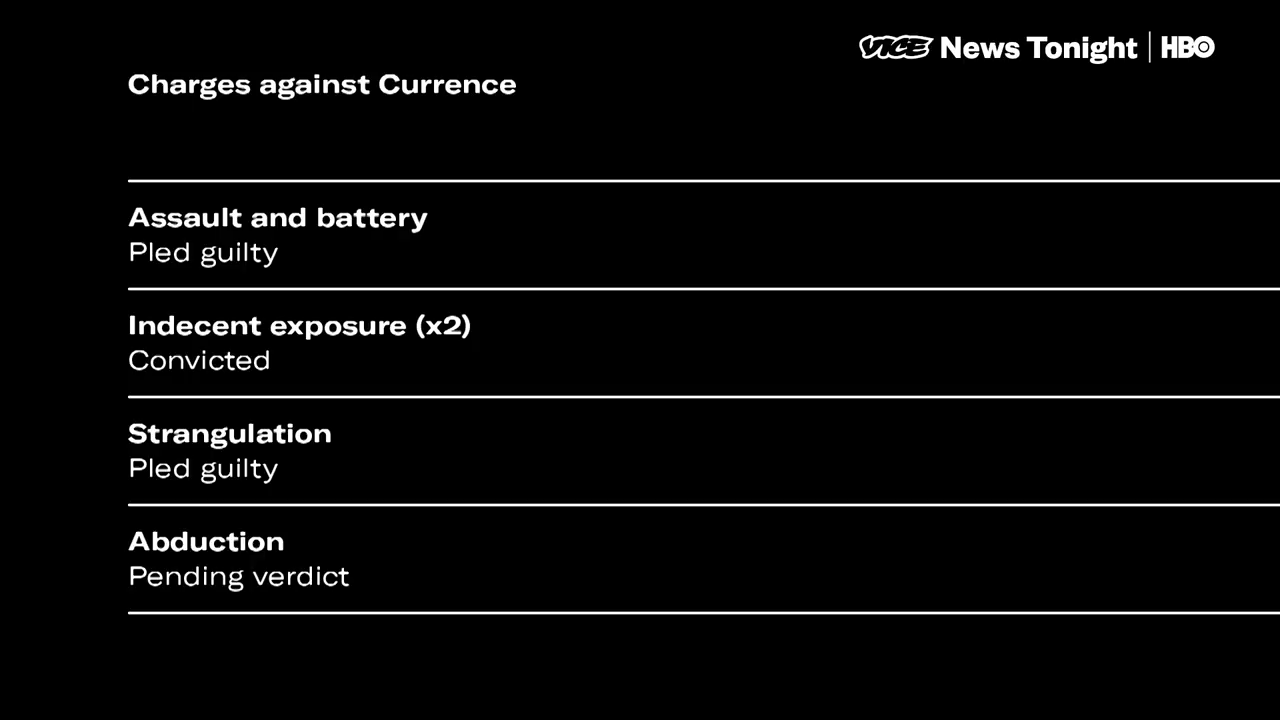 VICE News Tonight | HBO
Charges against Currence
Assault and battery
Pled guilty
Indecent exposure (x2)
Convicted
Strangulation
Pled guilty
Abduction
Pending verdict